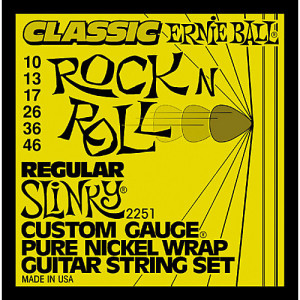 CLASSIC ERNIE BALL®
10
13
17
26
36
46
ROCK N
ROLL
REGULAR
SLINKY®
2251
CUSTOM GAUGE®
PURE NICKEL WRAP
GUITAR STRING SET
MADE IN USA